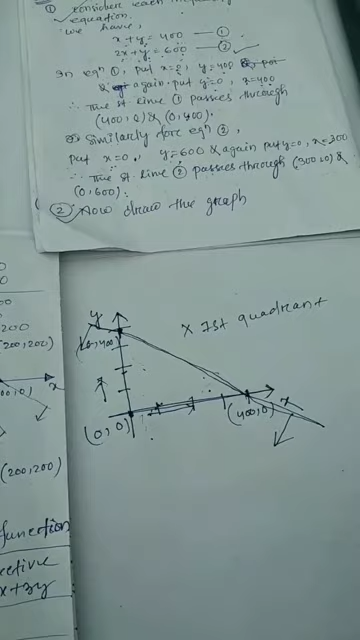 ① consider each
equation.
We have,
x+y = 400 — ①
2x+y = 600 — ②
In eqn ①, put x=0, y=400
& again put y=0, x=400
∴ The st. line ① passes through
(400,0) & (0,400).
Similarly for eqn ②,
put x=0, y=600 & again put y=0, x=300
∴ The st. line ② passes through (300,0) &
(0,600).
② Now draw the graph
y
X Ist quadrant
(0,400)
(0,0)
(400,0)
x
200
(200,200)
x
(200,200)
function
x+3y